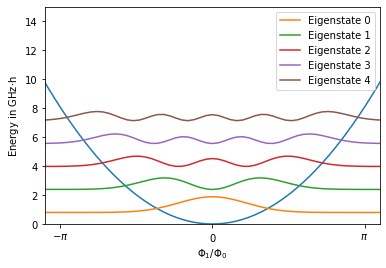 14
12
10
8
6
4
2
0
Energy in GHz·h
Eigenstate 0
Eigenstate 1
Eigenstate 2
Eigenstate 3
Eigenstate 4
−π 0 π
Φ₁/Φ₀